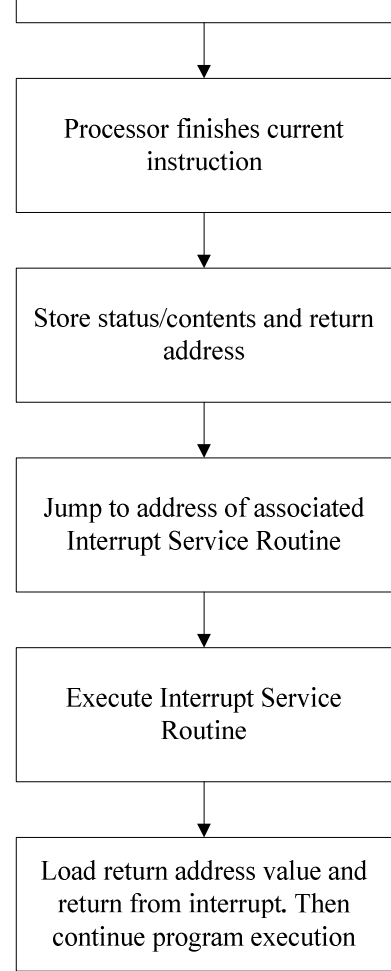 Processor finishes current
instruction
Store status/contents and return
address
Jump to address of associated
Interrupt Service Routine
Execute Interrupt Service
Routine
Load return address value and
return from interrupt. Then
continue program execution